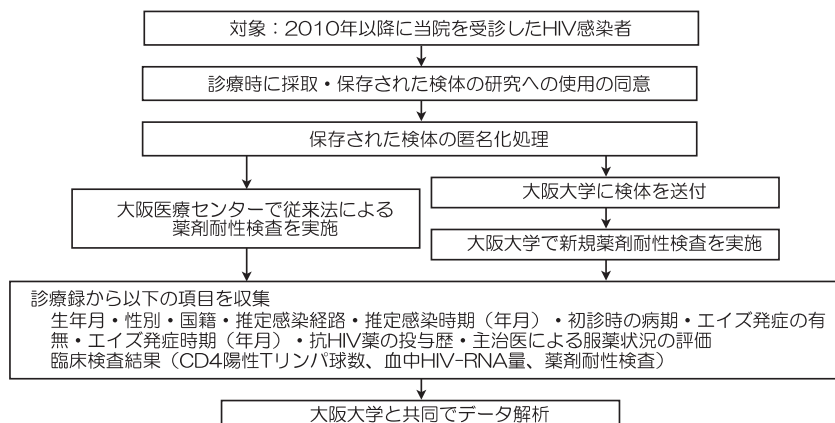 対象：2010年以降に当院を受診したHIV感染者
診療時に採取・保存された検体の研究への使用の同意
保存された検体の匿名化処理
大阪医療センターで従来法による
薬剤耐性検査を実施
大阪大学に検体を送付
大阪大学で新規薬剤耐性検査を実施
診療録から以下の項目を収集
生年月・性別・国籍・推定感染経路・推定感染時期（年月）・初診時の病期・エイズ発症の有
無・エイズ発症時期（年月）・抗HIV薬の投与歴・主治医による服薬状況の評価
臨床検査結果（CD4陽性Tリンパ球数、血中HIV-RNA量、薬剤耐性検査）
大阪大学と共同でデータ解析